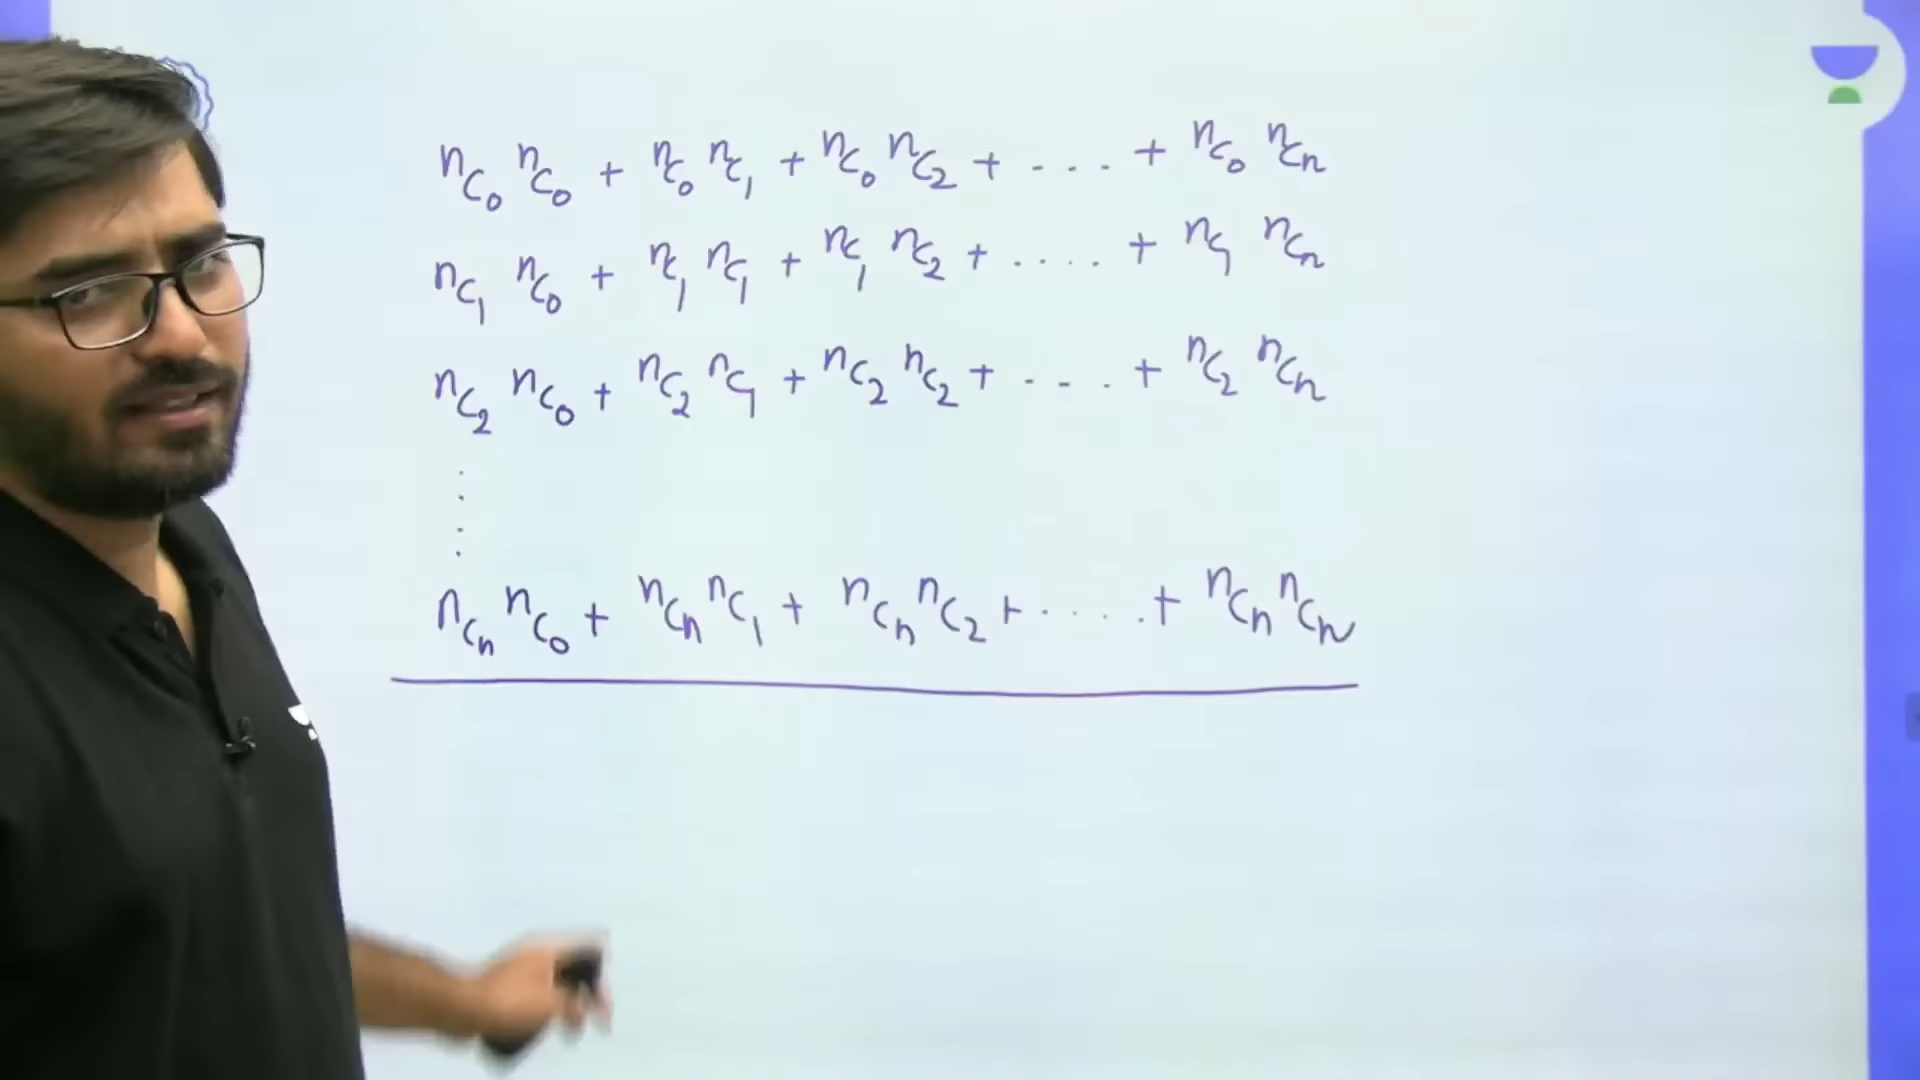 ⁿC₀ ⁿC₀ + ⁿC₀ ⁿC₁ + ⁿC₀ ⁿC₂ + .... + ⁿC₀ ⁿCₙ
ⁿC₁ ⁿC₀ + ⁿC₁ ⁿC₁ + ⁿC₁ ⁿC₂ + .... + ⁿC₁ ⁿCₙ
ⁿC₂ ⁿC₀ + ⁿC₂ ⁿC₁ + ⁿC₂ ⁿC₂ + .... + ⁿC₂ ⁿCₙ
ⁿCₙ ⁿC₀ + ⁿCₙ ⁿC₁ + ⁿCₙ ⁿC₂ + ..... + ⁿCₙ ⁿCₙ